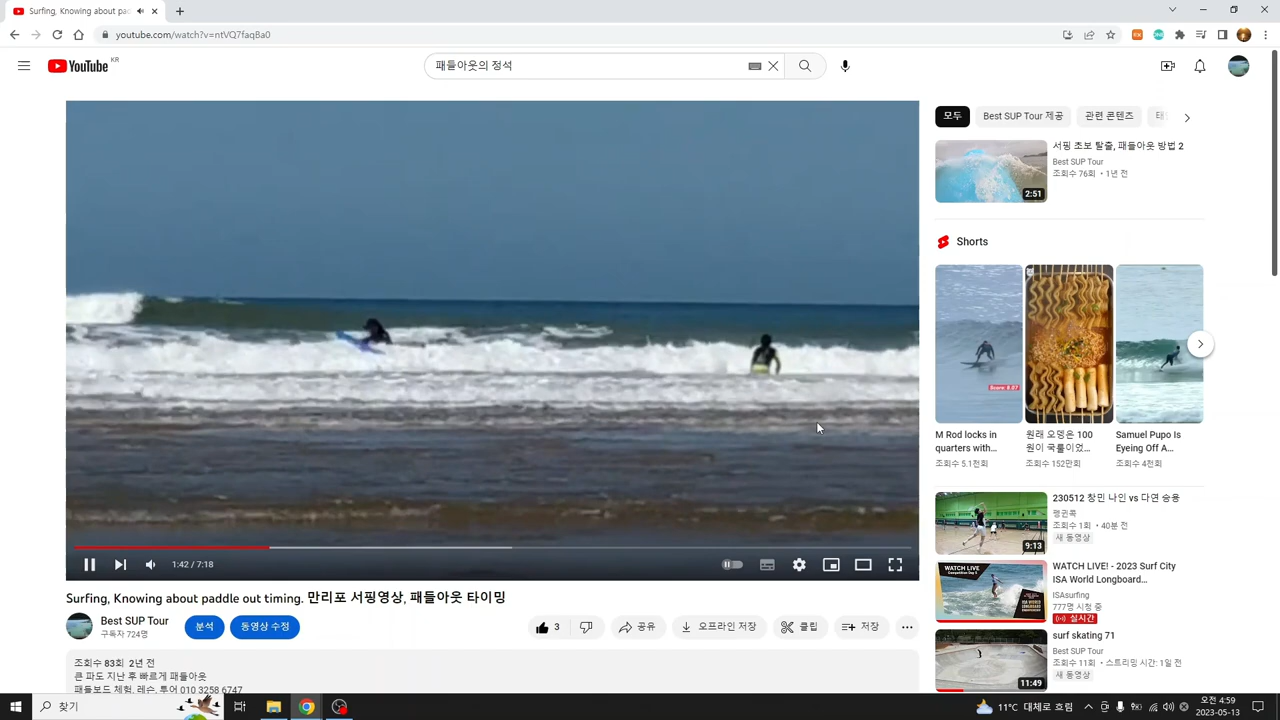 Surfing, Knowing about pac
youtube.com/watch?v=ntVQ7faqBa0
YouTube KR
패들아웃의 정석
모두
Best SUP Tour 제공
관련 콘텐츠
서핑 초보 탈출, 패들아웃 방법 2
Best SUP Tour
조회수 76회 • 1년 전
2:51
Shorts
Score: 8.07
M Rod locks in
quarters with...
조회수 5.1천회
원래 오뎅은 100
원이 국룰이었...
조회수 152만회
Samuel Pupo Is
Eyeing Off A...
조회수 4천회
230512 창민 나인 vs 다연 승용
맹귄콕
조회수 1회 • 40분 전
새 동영상
9:13
WATCH LIVE! - 2023 Surf City
ISA World Longboard...
ISAsurfing
777명 시청 중
실시간
WATCH LIVE
surf skating 71
Best SUP Tour
조회수 11회 • 스트리밍 시간: 1일 전
새 동영상
11:49
1:42 / 7:18
Surfing, Knowing about paddle out timing. 만리포 서핑영상, 패들아웃 타이밍
Best SUP Tour
구독자 724명
분석
동영상 수정
3
공유
오프라인 저장
클립
저장
조회수 83회 2년 전
큰 파도 지난 후 빠르게 패들아웃
패들보드 체험, 레슨, 투어 010 3258 6747
찾기
11°C 대체로 흐림
오전 4:59
2023-05-13